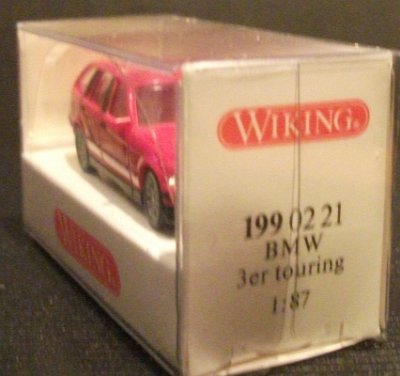 WIKING®
199 02 21
BMW
3er touring
1:87
WIKING